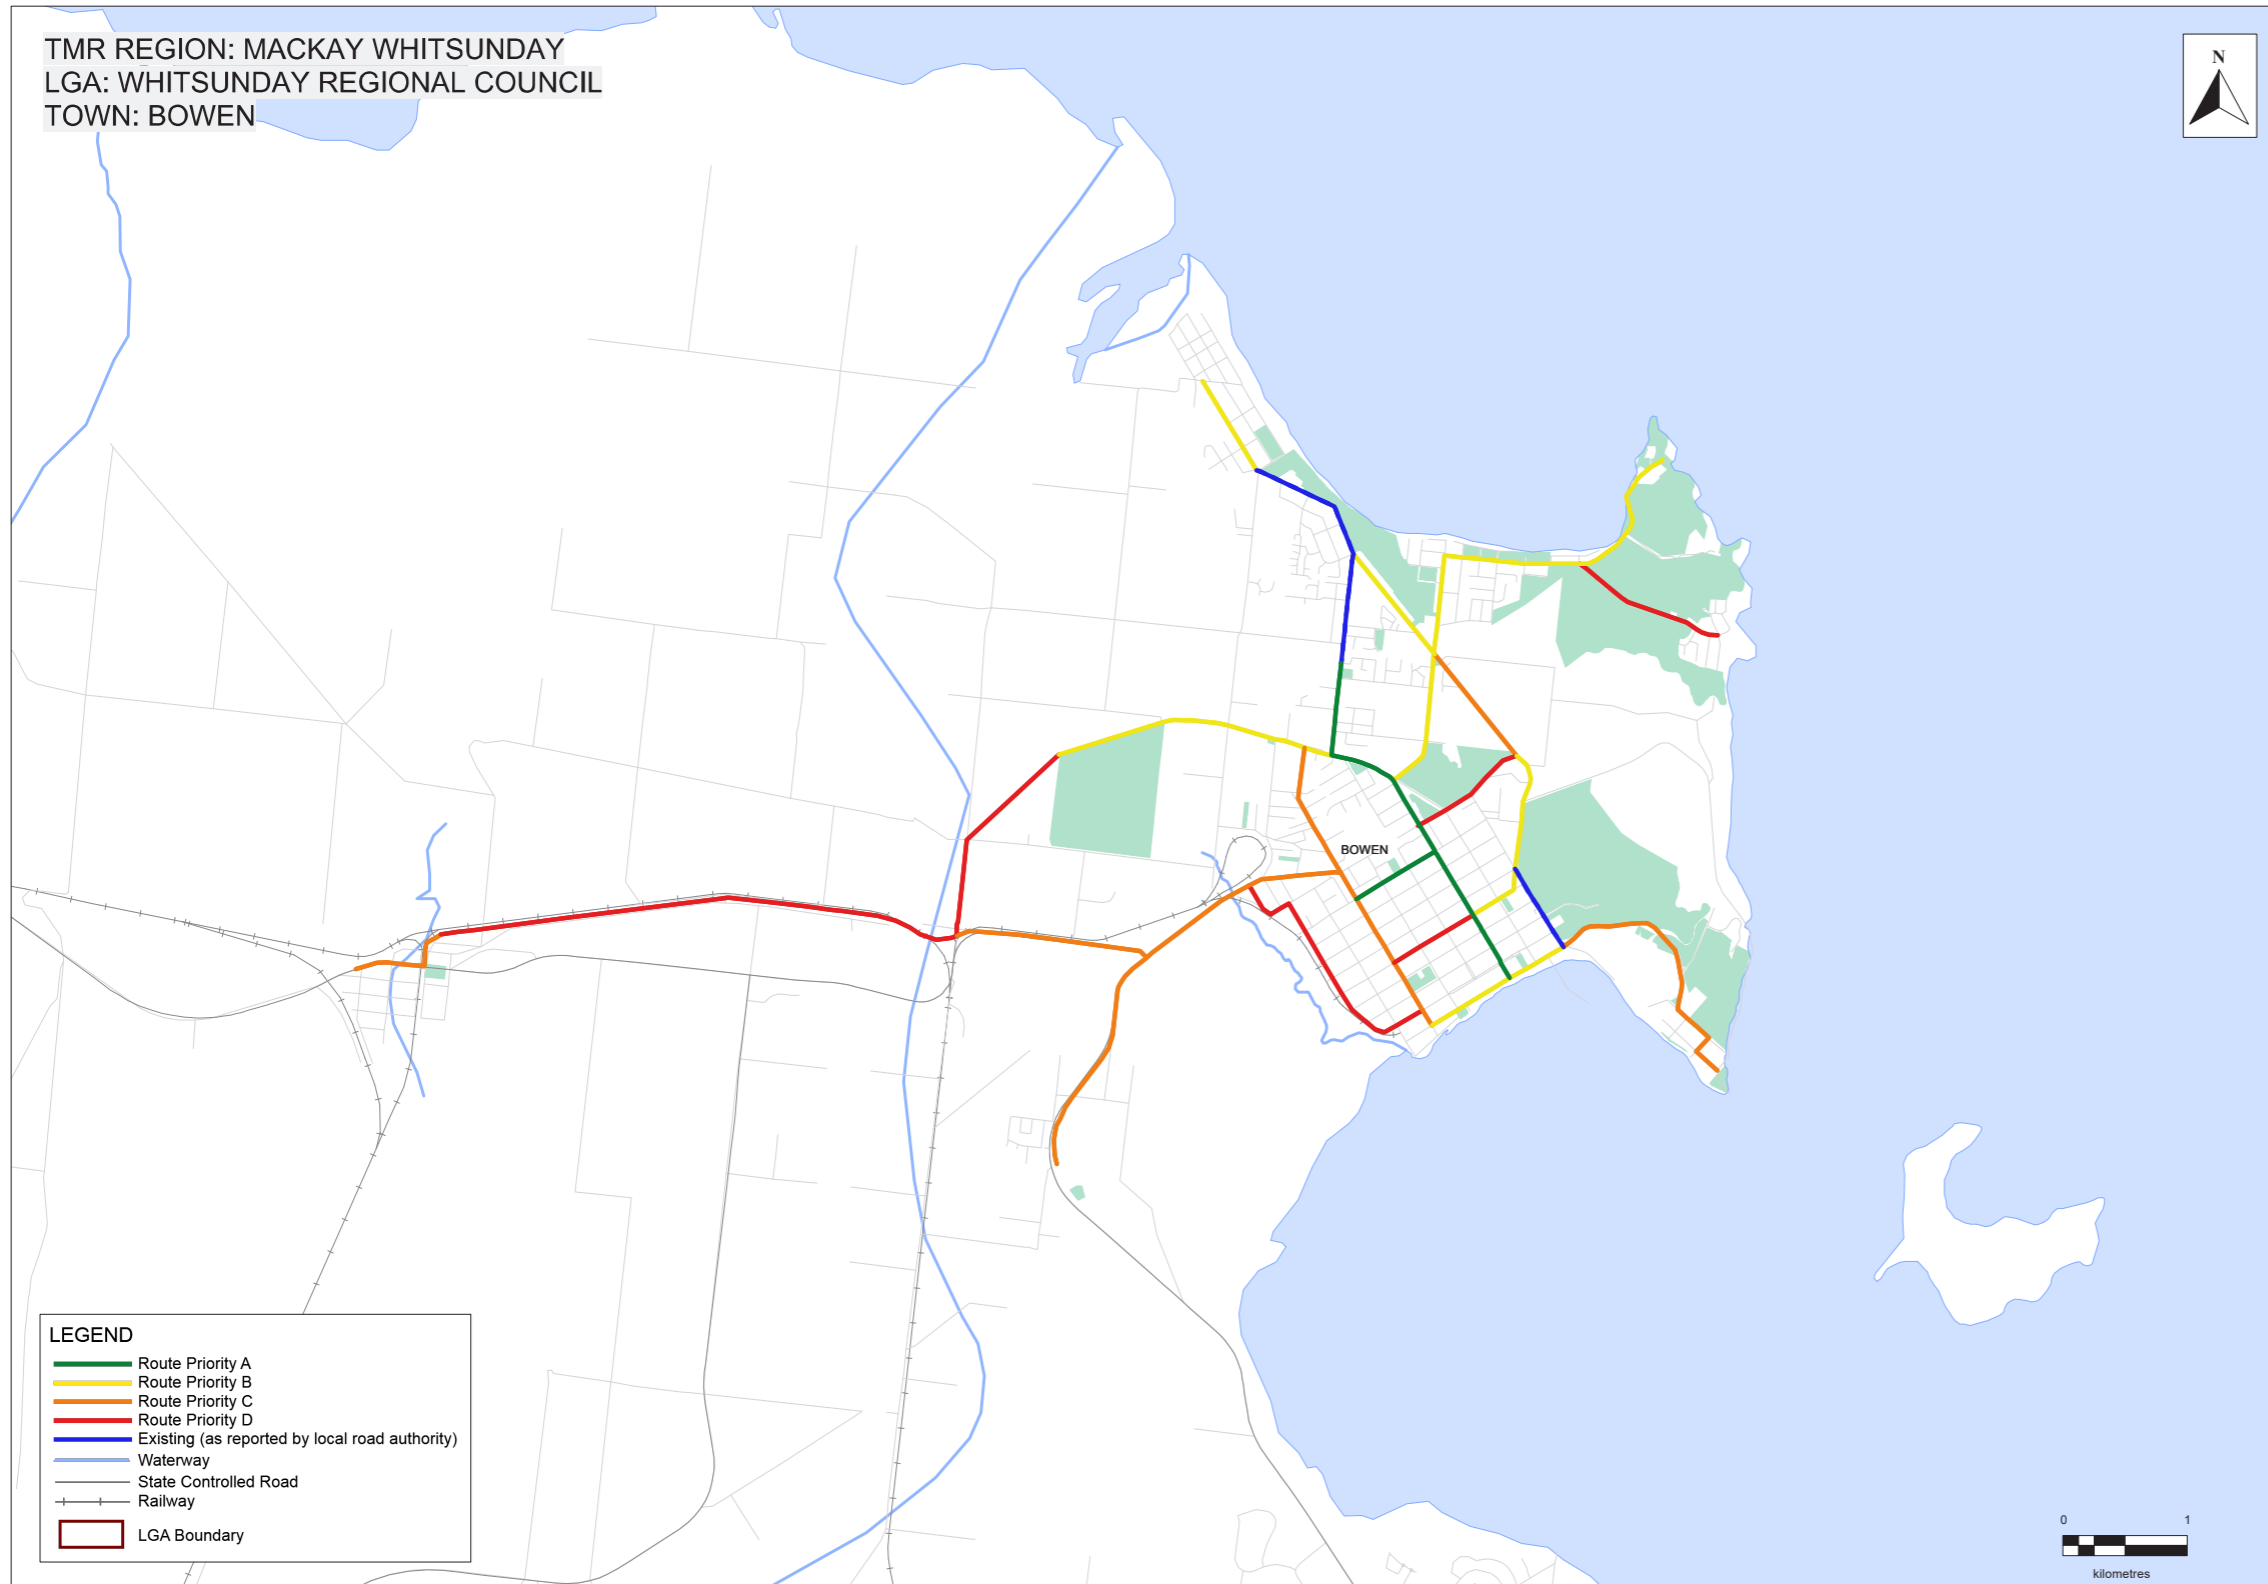 TMR REGION: MACKAY WHITSUNDAY
LGA: WHITSUNDAY REGIONAL COUNCIL
TOWN: BOWEN
N
BOWEN
LEGEND
Route Priority A
Route Priority B
Route Priority C
Route Priority D
Existing (as reported by local road authority)
Waterway
State Controlled Road
Railway
LGA Boundary
0 1
kilometres